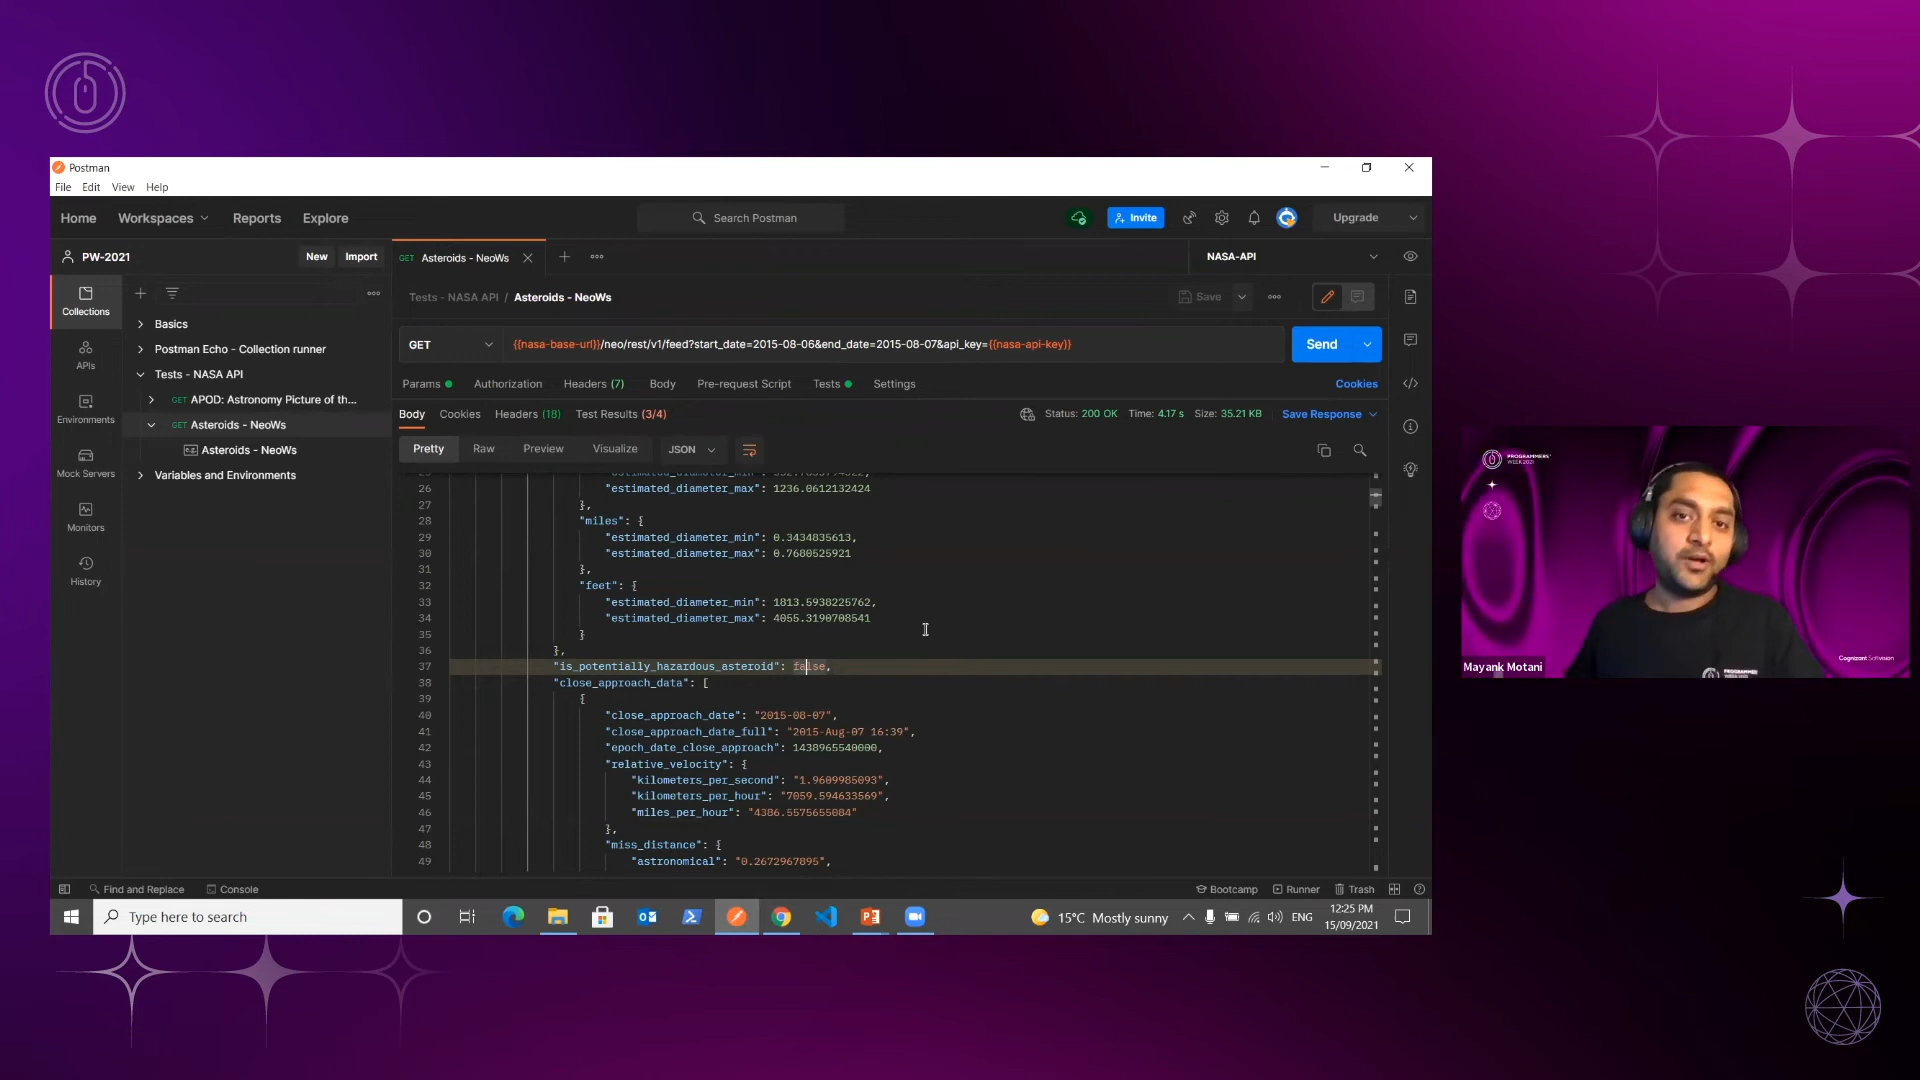 Postman
File Edit View Help
Home Workspaces Reports Explore
Search Postman
Invite
Upgrade
PW-2021
New Import
GET Asteroids - NeoWs
NASA-API
Tests - NASA API / Asteroids - NeoWs
Save
Collections
APIs
Environments
Mock Servers
Monitors
History
Basics
Postman Echo - Collection runner
Tests - NASA API
GET APOD: Astronomy Picture of th...
GET Asteroids - NeoWs
Asteroids - NeoWs
Variables and Environments
GET
{{nasa-base-url}}/neo/rest/v1/feed?start_date=2015-08-06&end_date=2015-08-07&api_key={{nasa-api-key}}
Send
Params Authorization Headers (7) Body Pre-request Script Tests Settings
Cookies
Body Cookies Headers (18) Test Results (3/4)
Status: 200 OK Time: 4.17 s Size: 35.21 KB Save Response
Pretty Raw Preview Visualize JSON
26 "estimated_diameter_max": 1236.0612132424
27 },
28 "miles": {
29 "estimated_diameter_min": 0.3434835613,
30 "estimated_diameter_max": 0.7680525921
31 },
32 "feet": {
33 "estimated_diameter_min": 1813.5938225762,
34 "estimated_diameter_max": 4055.3190708541
35 }
36 },
37 "is_potentially_hazardous_asteroid": false,
38 "close_approach_data": [
39 {
40 "close_approach_date": "2015-08-07",
41 "close_approach_date_full": "2015-Aug-07 16:39",
42 "epoch_date_close_approach": 1438965540000,
43 "relative_velocity": {
44 "kilometers_per_second": "1.9609985093",
45 "kilometers_per_hour": "7059.594633569",
46 "miles_per_hour": "4386.5575655084"
47 },
48 "miss_distance": {
49 "astronomical": "0.2672967895",
Find and Replace Console
Bootcamp Runner Trash
Type here to search
15°C Mostly sunny
ENG
12:25 PM
15/09/2021
PROGRAMMERS'
WEEK 2021
Cognizant Softvision
Mayank Motani